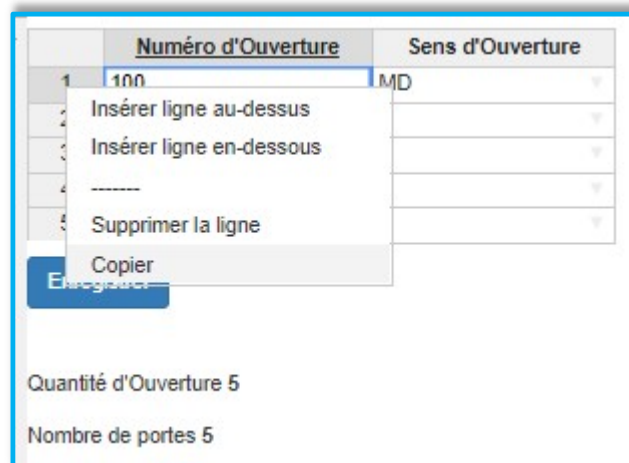 Numéro d'Ouverture Sens d'Ouverture
1 100 MD
Insérer ligne au-dessus
Insérer ligne en-dessous
-------
Supprimer la ligne
Copier
Quantité d'Ouverture 5
Nombre de portes 5